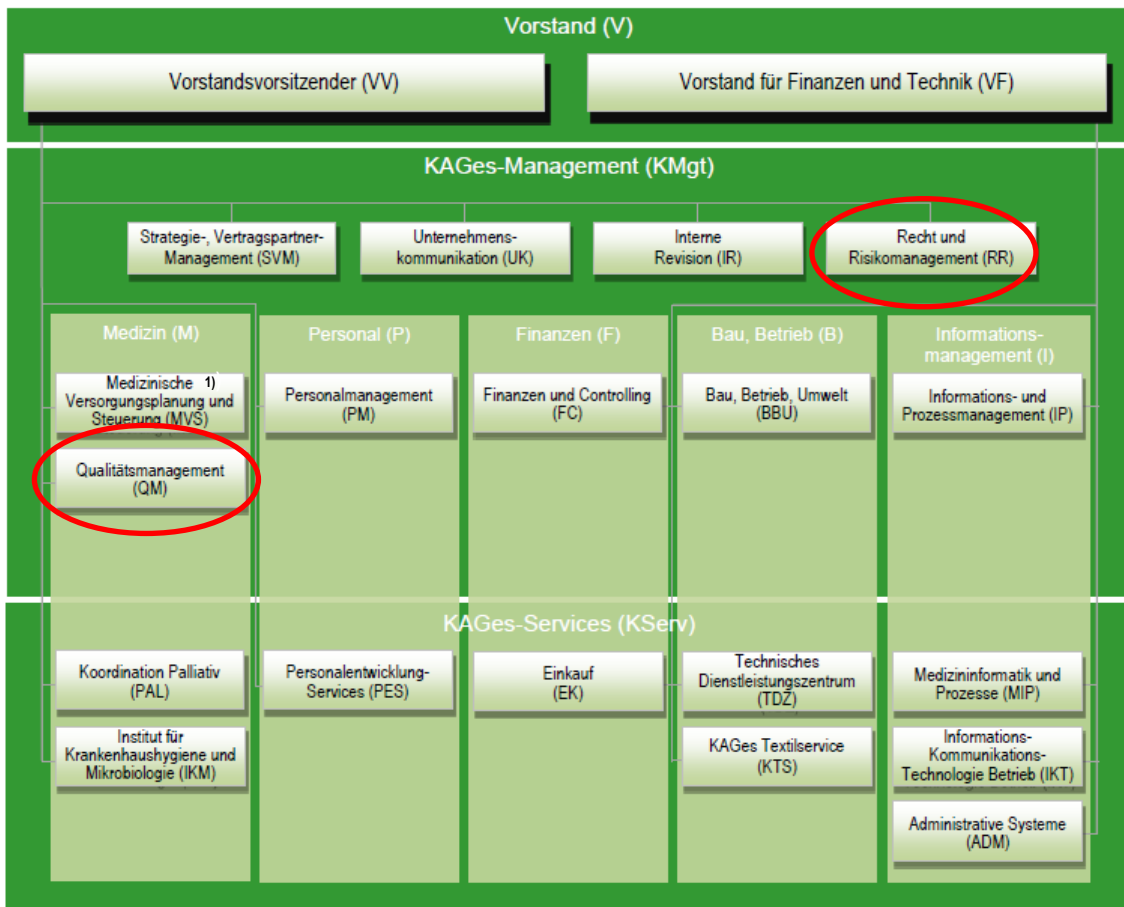 Vorstand (V)
Vorstandsvorsitzender (VV)
Vorstand für Finanzen und Technik (VF)
KAGes-Management (KMgt)
Strategie-, Vertragspartner-
Management (SVM)
Unternehmens-
kommunikation (UK)
Interne
Revision (IR)
Recht und
Risikomanagement (RR)
Medizin (M)
Personal (P)
Finanzen (F)
Bau, Betrieb (B)
Informations-
management (I)
Medizinische 1)
Versorgungsplanung und
Steuerung (MVS)
Personalmanagement
(PM)
Finanzen und Controlling
(FC)
Bau, Betrieb, Umwelt
(BBU)
Informations- und
Prozessmanagement (IP)
Qualitätsmanagement
(QM)
KAGes-Services (KServ)
Koordination Palliativ
(PAL)
Personalentwicklung-
Services (PES)
Einkauf
(EK)
Technisches
Dienstleistungszentrum
(TDZ)
Medizininformatik und
Prozesse (MIP)
Institut für
Krankenhaushygiene und
Mikrobiologie (IKM)
KAGes Textilservice
(KTS)
Informations-
Kommunikations-
Technologie Betrieb (IKT)
Administrative Systeme
(ADM)